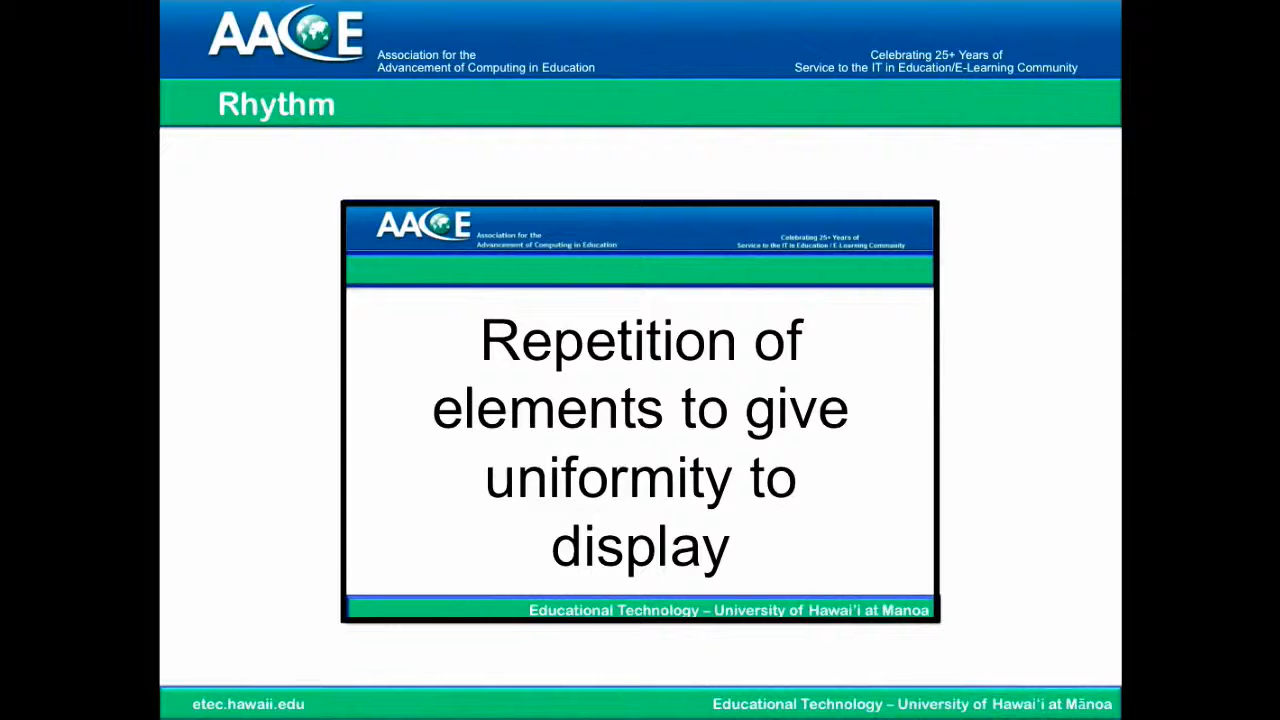 AACE
Association for the
Advancement of Computing in Education
Celebrating 25+ Years of
Service to the IT in Education/E-Learning Community
Rhythm
AACE
Association for the
Advancement of Computing in Education
Celebrating 25+ Years of
Service to the IT in Education / E-Learning Community
Repetition of
elements to give
uniformity to
display
Educational Technology – University of Hawai'i at Manoa
etec.hawaii.edu
Educational Technology – University of Hawai'i at Mānoa